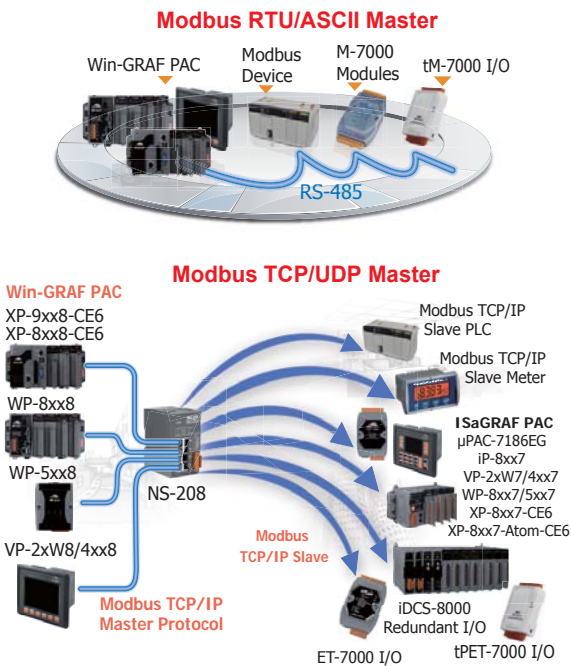 Modbus RTU/ASCII Master
Win-GRAF PAC
Modbus
Device
M-7000
Modules
tM-7000 I/O
RS-485
Modbus TCP/UDP Master
Win-GRAF PAC
XP-9xx8-CE6
XP-8xx8-CE6
WP-8xx8
WP-5xx8
VP-2xW8/4xx8
NS-208
Modbus TCP/IP
Master Protocol
Modbus
TCP/IP Slave
Modbus TCP/IP
Slave PLC
Modbus TCP/IP
Slave Meter
ISaGRAF PAC
µPAC-7186EG
iP-8xx7
VP-2xW7/4xx7
WP-8xx7/5xx7
XP-8xx7-CE6
XP-8xx7-Atom-CE6
iDCS-8000
Redundant I/O
ET-7000 I/O
tPET-7000 I/O